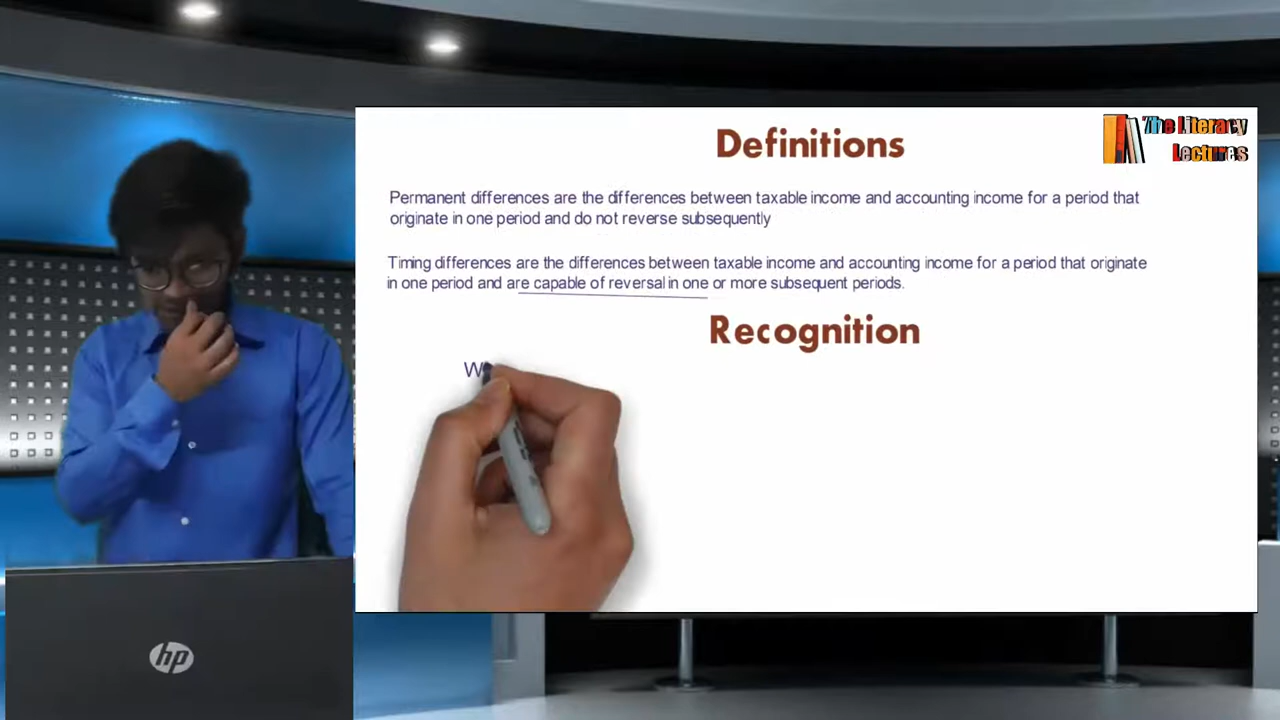 Definitions
The Literacy
Lectures
Permanent differences are the differences between taxable income and accounting income for a period that
originate in one period and do not reverse subsequently
Timing differences are the differences between taxable income and accounting income for a period that originate
in one period and are capable of reversal in one or more subsequent periods.
Recognition
W
hp